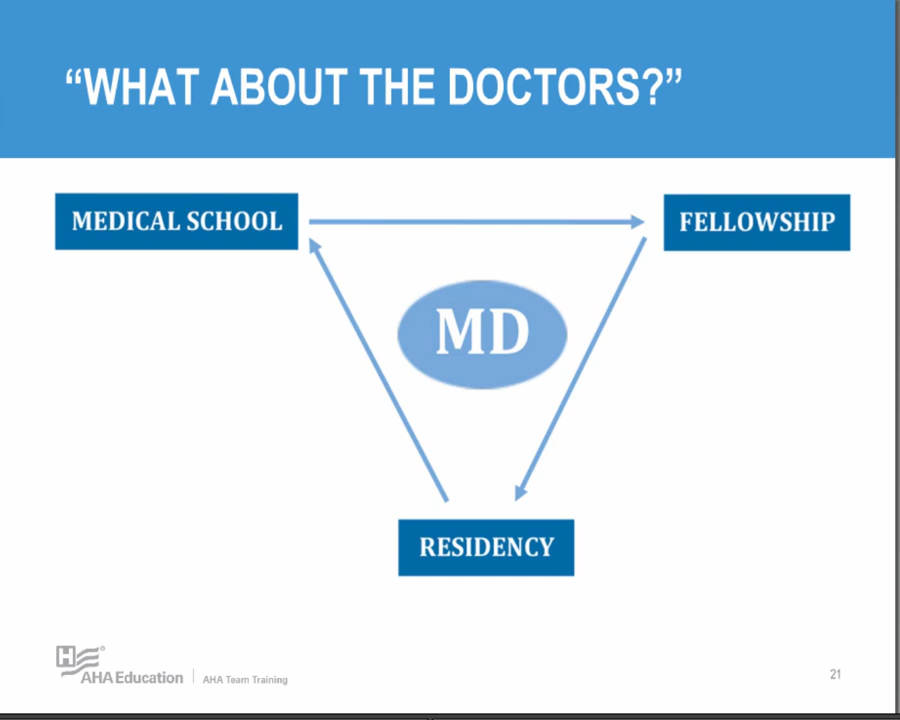 “WHAT ABOUT THE DOCTORS?”
MEDICAL SCHOOL
FELLOWSHIP
MD
RESIDENCY
H
AHA Education | AHA Team Training
21